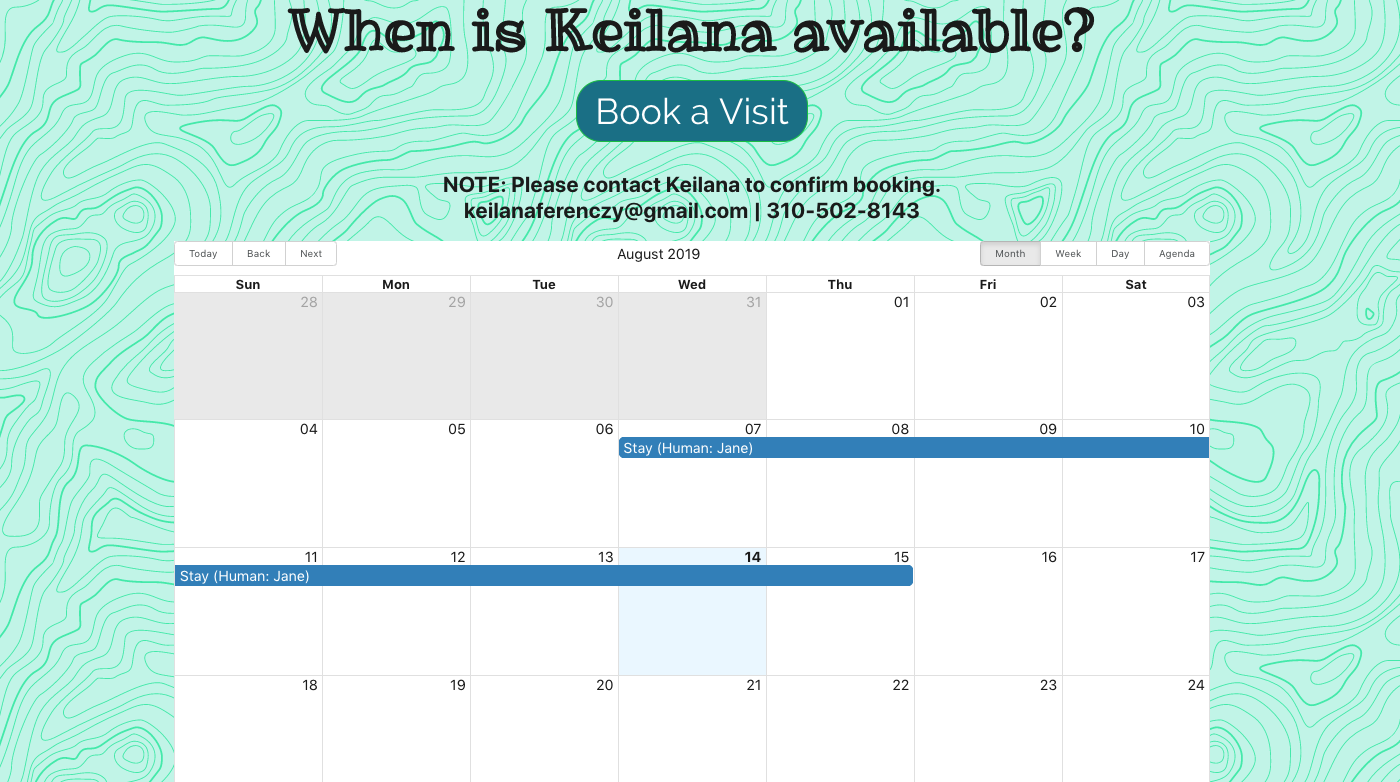 When is Keilana available?
Book a Visit
NOTE: Please contact Keilana to confirm booking.
keilanaferenczy@gmail.com | 310-502-8143
Today Back Next August 2019 Month Week Day Agenda
Sun Mon Tue Wed Thu Fri Sat
28 29 30 31 01 02 03
04 05 06 07 08 09 10
Stay (Human: Jane)
11 12 13 14 15 16 17
Stay (Human: Jane)
18 19 20 21 22 23 24